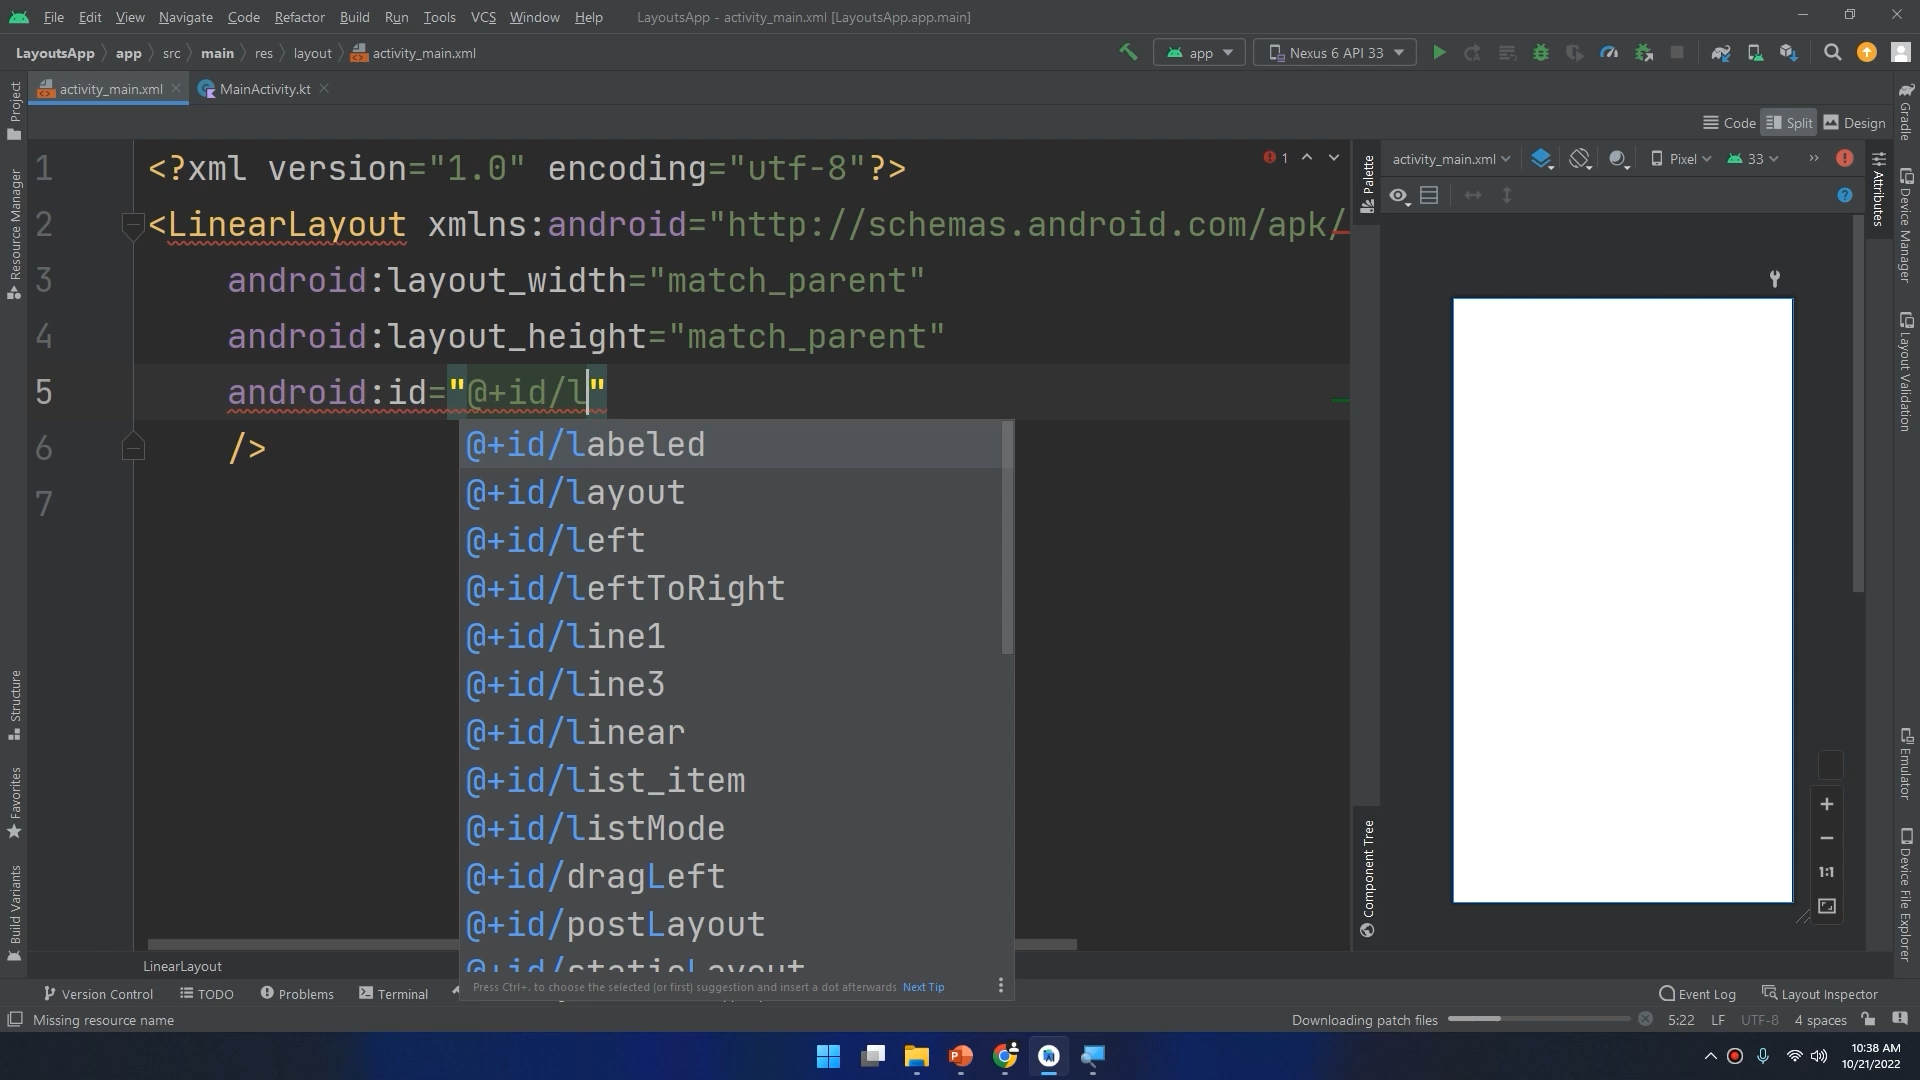 File Edit View Navigate Code Refactor Build Run Tools VCS Window Help LayoutsApp - activity_main.xml [LayoutsApp.app.main]
LayoutsApp app src main res layout activity_main.xml app Nexus 6 API 33
activity_main.xml MainActivity.kt
Code Split Design
Project
Resource Manager
Structure
Favorites
Build Variants
1 <?xml version="1.0" encoding="utf-8"?>
2 <LinearLayout xmlns:android="http://schemas.android.com/apk/
3 android:layout_width="match_parent"
4 android:layout_height="match_parent"
5 android:id="@+id/l"
6 />
7
1
@+id/labeled
@+id/layout
@+id/left
@+id/leftToRight
@+id/line1
@+id/line3
@+id/linear
@+id/list_item
@+id/listMode
@+id/dragLeft
@+id/postLayout
@+id/staticLayout
Press Ctrl+. to choose the selected (or first) suggestion and insert a dot afterwards Next Tip
Palette
Component Tree
activity_main.xml Pixel 33
1:1
Attributes
Gradle
Device Manager
Layout Validation
Emulator
Device File Explorer
LinearLayout
Version Control TODO Problems Terminal
Event Log Layout Inspector
Missing resource name
Downloading patch files 5:22 LF UTF-8 4 spaces
10:38 AM
10/21/2022